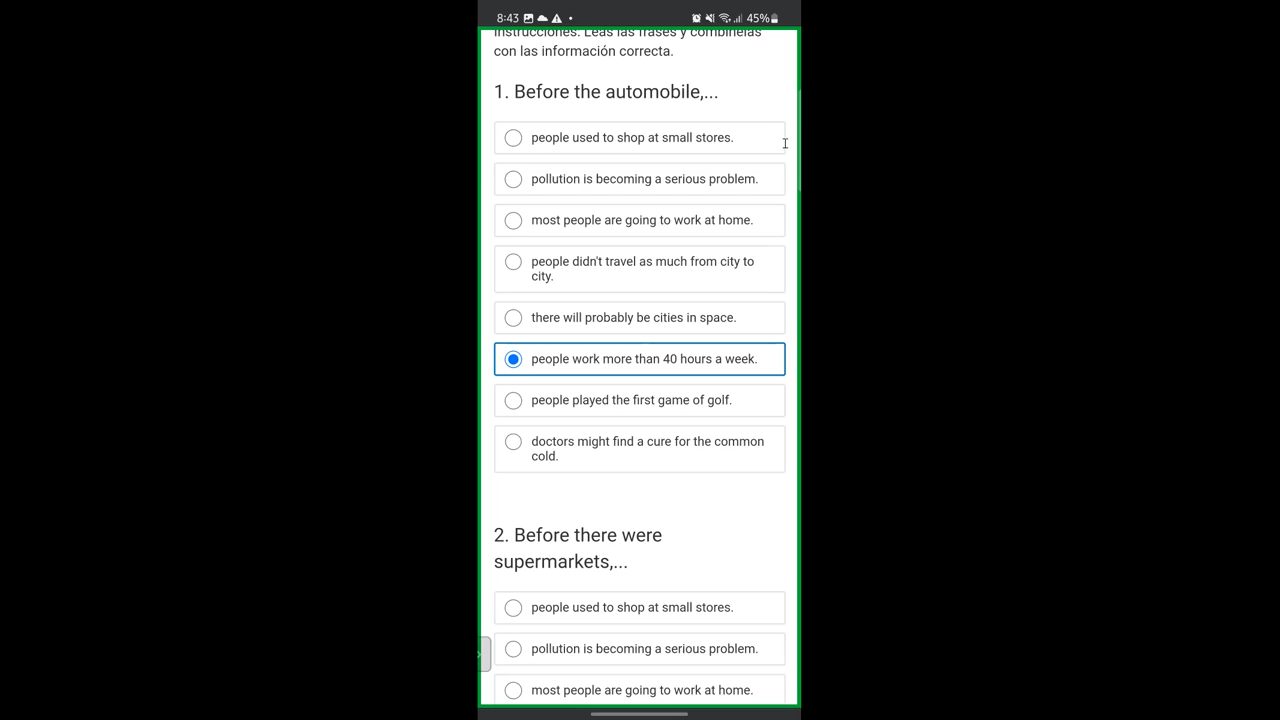 8:43
45%
Instrucciones. Leas las frases y combínelas
con las información correcta.
1. Before the automobile,...
people used to shop at small stores.
pollution is becoming a serious problem.
most people are going to work at home.
people didn't travel as much from city to
city.
there will probably be cities in space.
people work more than 40 hours a week.
people played the first game of golf.
doctors might find a cure for the common
cold.
2. Before there were
supermarkets,...
people used to shop at small stores.
pollution is becoming a serious problem.
most people are going to work at home.